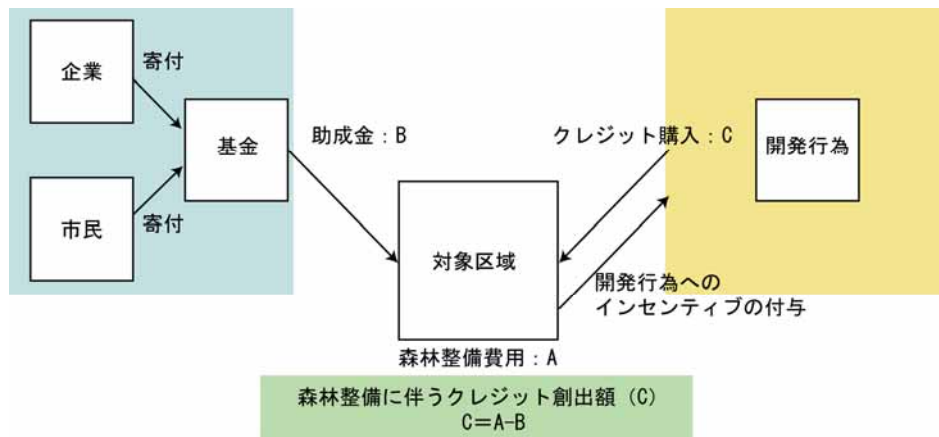 企業
寄付
基金
市民
寄付
助成金：B
クレジット購入：C
開発行為
対象区域
開発行為への
インセンティブの付与
森林整備費用：A
森林整備に伴うクレジット創出額（C）
C＝A-B